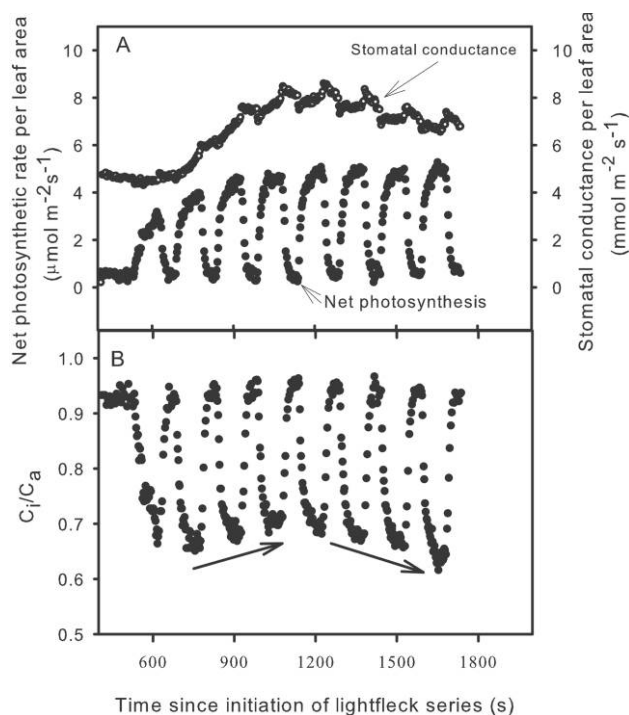 Net photosynthetic rate per leaf area
(μmol m⁻²s⁻¹)
10
8
6
4
2
0
A
Stomatal conductance
Net photosynthesis
10
8
6
4
2
0
Stomatal conductance per leaf area
(mmol m⁻² s⁻¹)
Ci/Ca
1.0
0.9
0.8
0.7
0.6
0.5
B
600 900 1200 1500 1800
Time since initiation of lightfleck series (s)